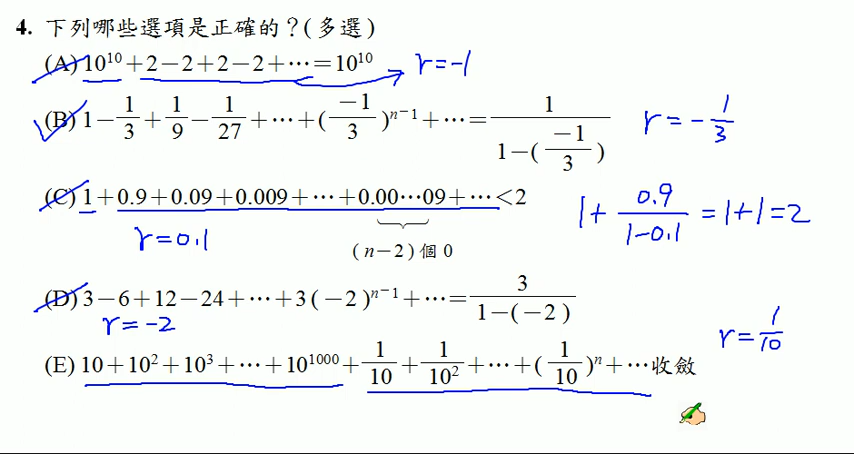 4. 下列哪些選項是正確的？(多選)
(A) 10¹⁰＋2－2＋2－2＋⋯＝10¹⁰ r=-1
(B) 1－1/3＋1/9－1/27＋⋯＋(－1/3)ⁿ⁻¹＋⋯＝1/(1－(－1/3)) r=-1/3
(C) 1＋0.9＋0.09＋0.009＋⋯＋0.00⋯09＋⋯＜2 1+0.9/(1-0.1)=1+1=2
r=0.1
(n－2)個 0
(D) 3－6＋12－24＋⋯＋3(－2)ⁿ⁻¹＋⋯＝3/(1－(－2))
r=-2
(E) 10＋10²＋10³＋⋯＋10¹⁰⁰⁰＋1/10＋1/10²＋⋯＋(1/10)ⁿ＋⋯收斂 r=1/10